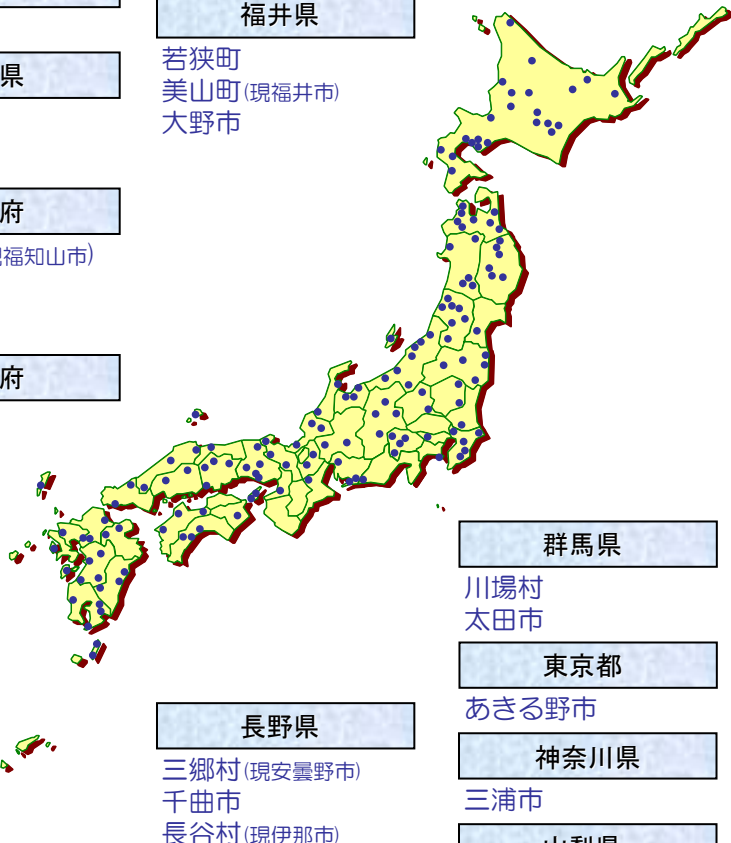 福井県
若狭町
美山町(現福井市)
大野市
県
府
福知山市)
府
群馬県
川場村
太田市
東京都
あきる野市
神奈川県
三浦市
山梨県
長野県
三郷村(現安曇野市)
千曲市
長谷村(現伊那市)